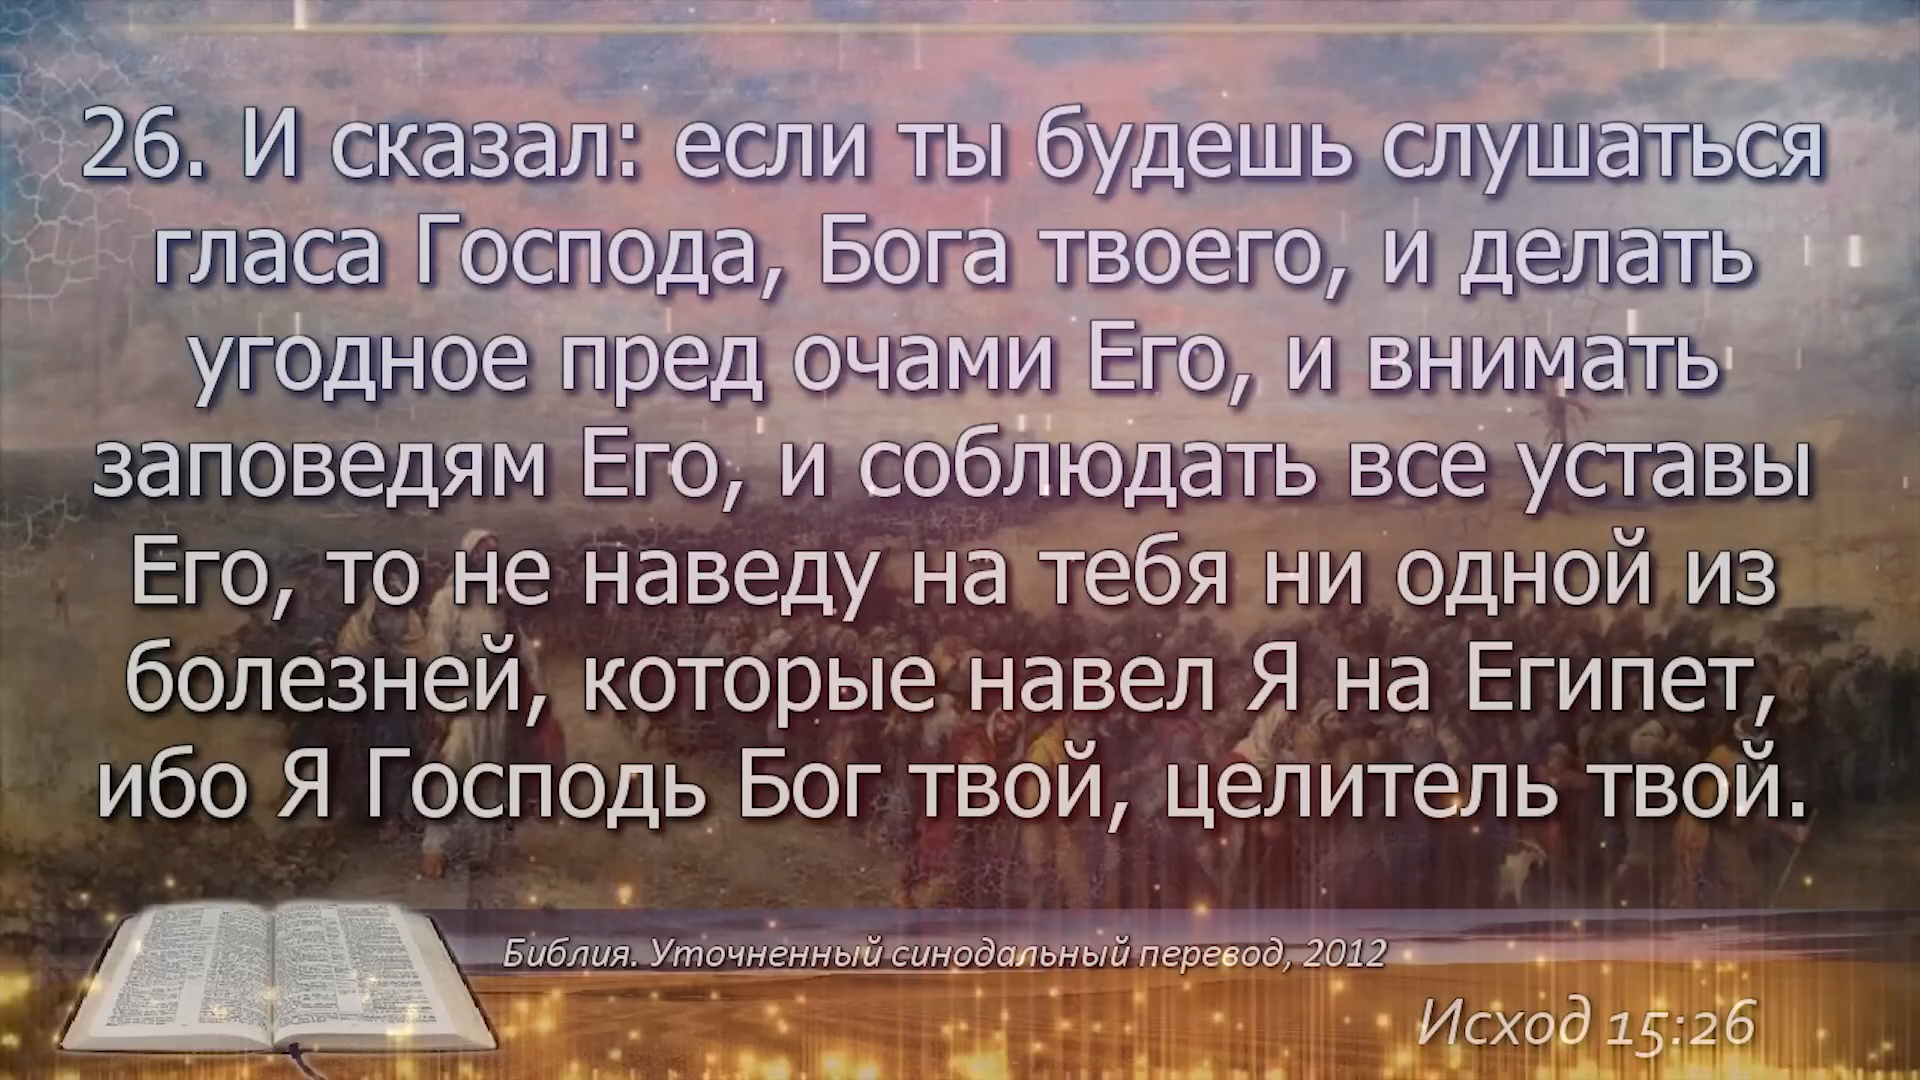 26. И сказал: если ты будешь слушаться
гласа Господа, Бога твоего, и делать
угодное пред очами Его, и внимать
заповедям Его, и соблюдать все уставы
Его, то не наведу на тебя ни одной из
болезней, которые навел Я на Египет,
ибо Я Господь Бог твой, целитель твой.
Библия. Уточненный синодальный перевод, 2012
Исход 15:26